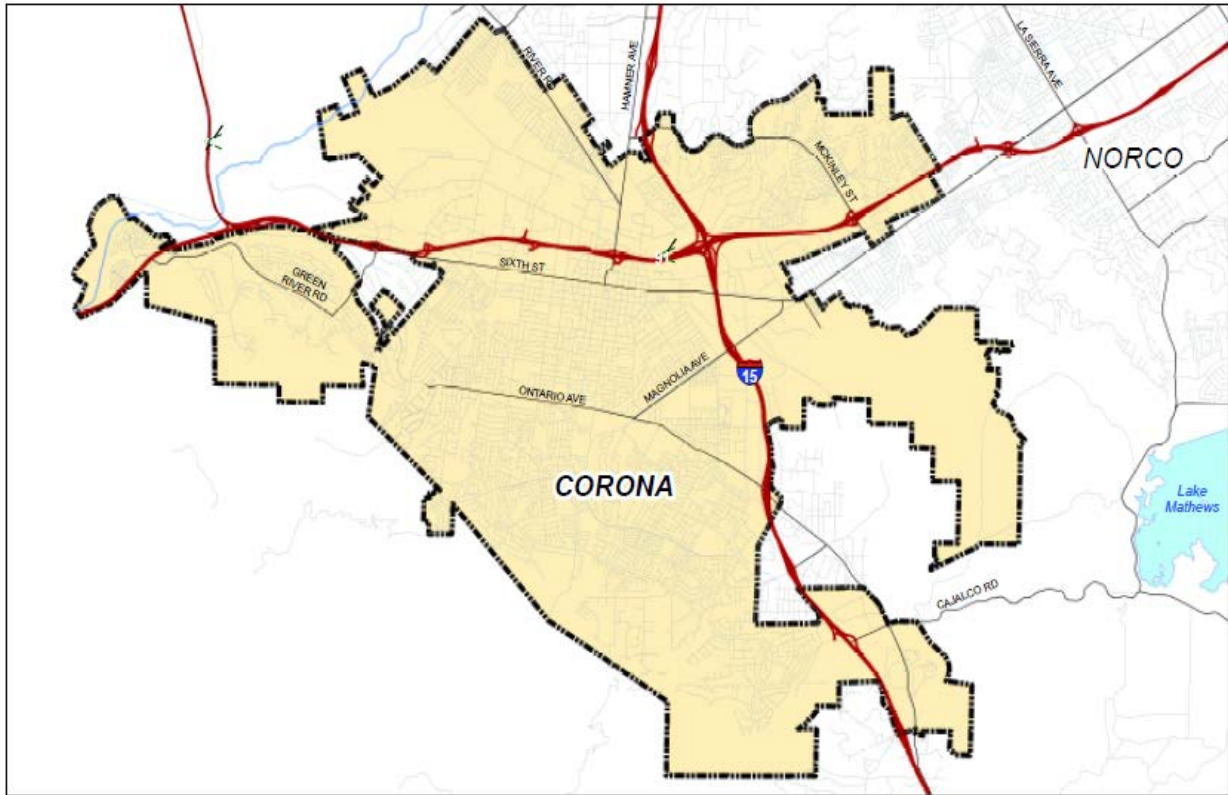 LA SIERRA AVE
RIVER RD
HAMNER AVE
MCKINLEY ST
NORCO
91
SIXTH ST
GREEN
RIVER RD
MAGNOLIA AVE
15
ONTARIO AVE
CORONA
Lake
Mathews
CAJALCO RD